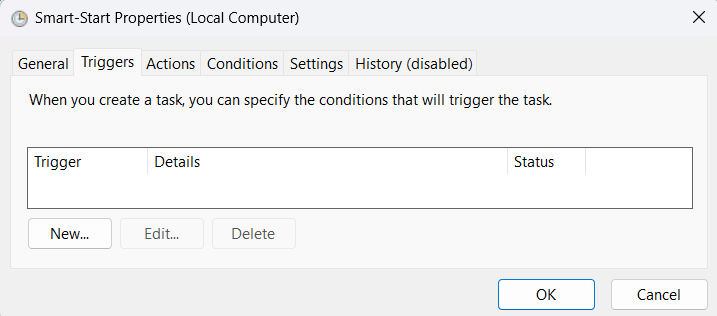 Smart-Start Properties (Local Computer)
General Triggers Actions Conditions Settings History (disabled)
When you create a task, you can specify the conditions that will trigger the task.
Trigger Details Status
New... Edit... Delete
OK Cancel